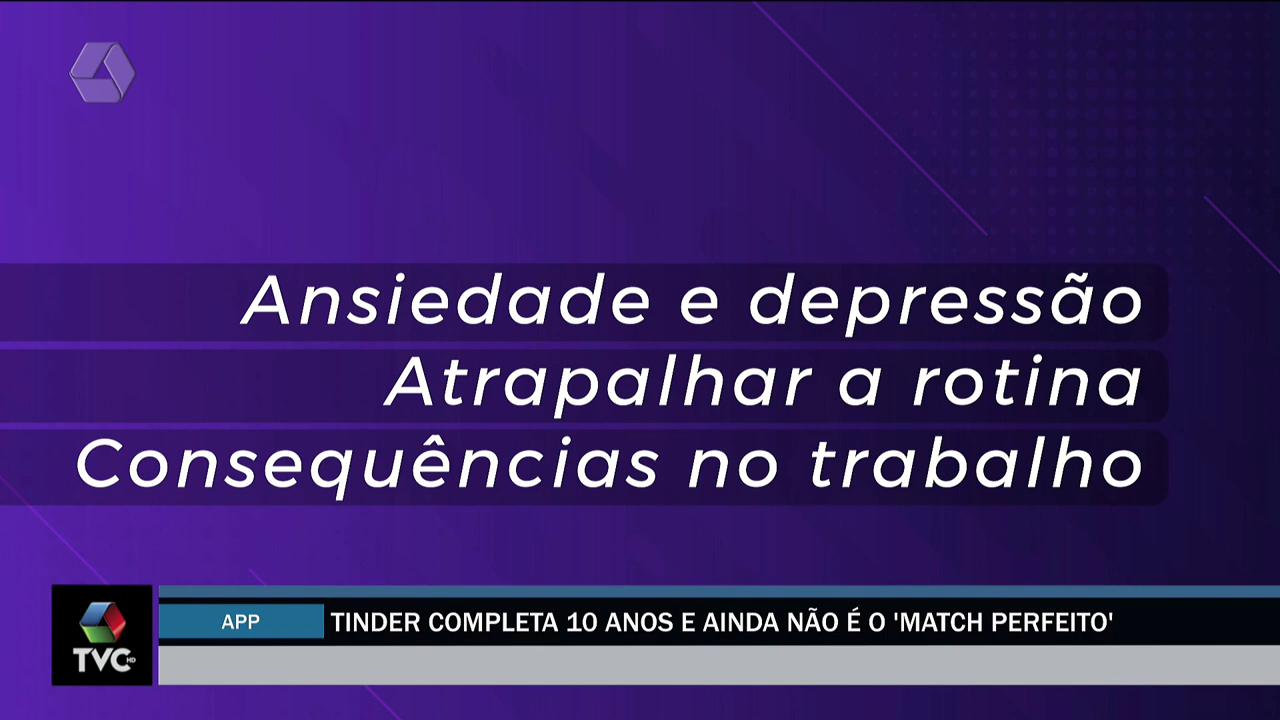 Ansiedade e depressão
Atrapalhar a rotina
Consequências no trabalho
APP
TINDER COMPLETA 10 ANOS E AINDA NÃO É O 'MATCH PERFEITO'
TVC HD